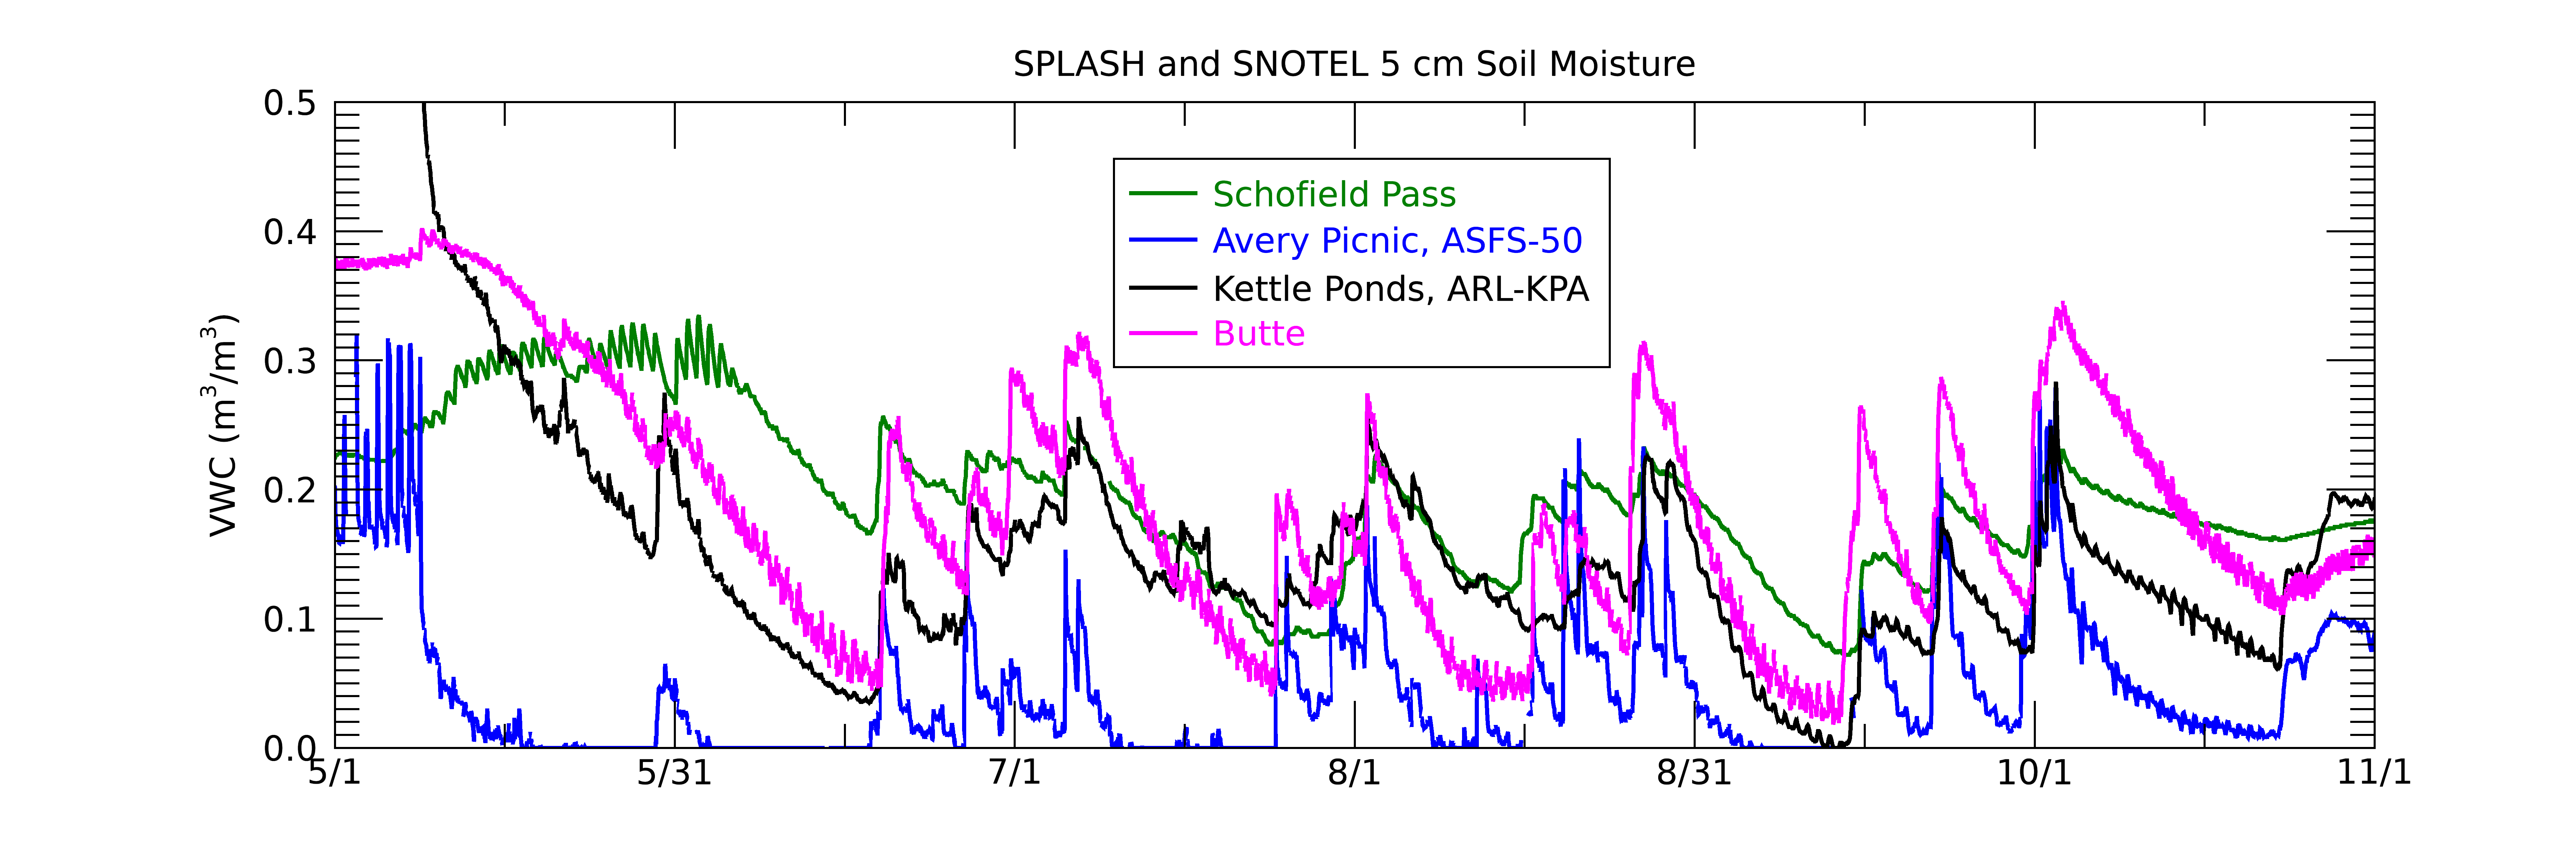 SPLASH and SNOTEL 5 cm Soil Moisture
VWC (m³/m³)
0.5
0.4
0.3
0.2
0.1
0.0
Schofield Pass
Avery Picnic, ASFS-50
Kettle Ponds, ARL-KPA
Butte
5/1 5/31 7/1 8/1 8/31 10/1 11/1